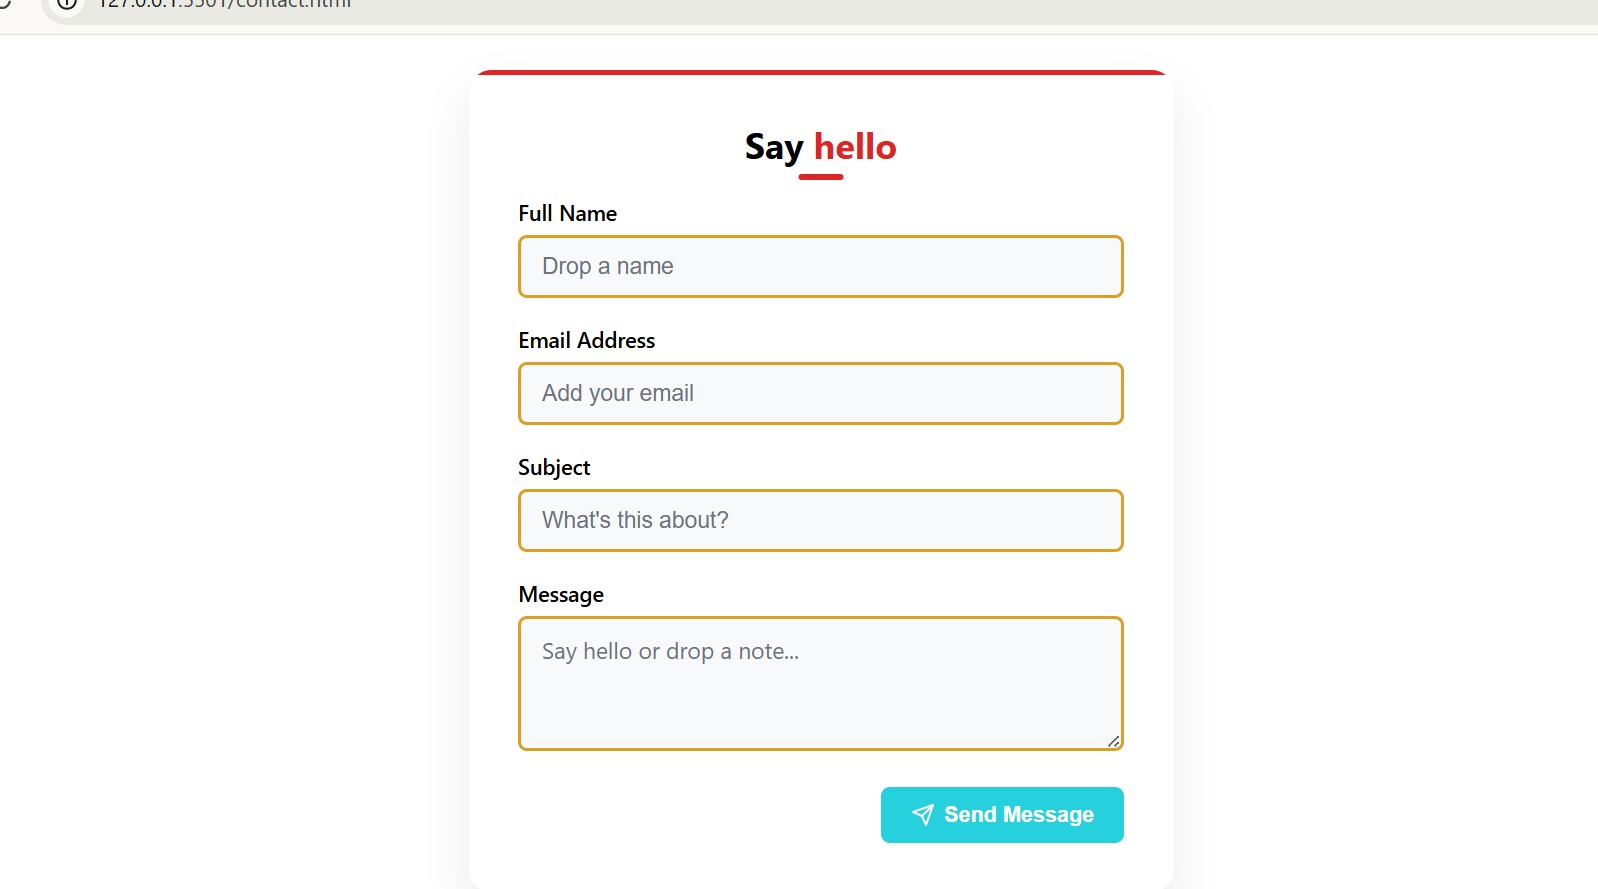 127.0.0.1:5501/contact.html
Say hello
Full Name
Drop a name
Email Address
Add your email
Subject
What's this about?
Message
Say hello or drop a note...
Send Message